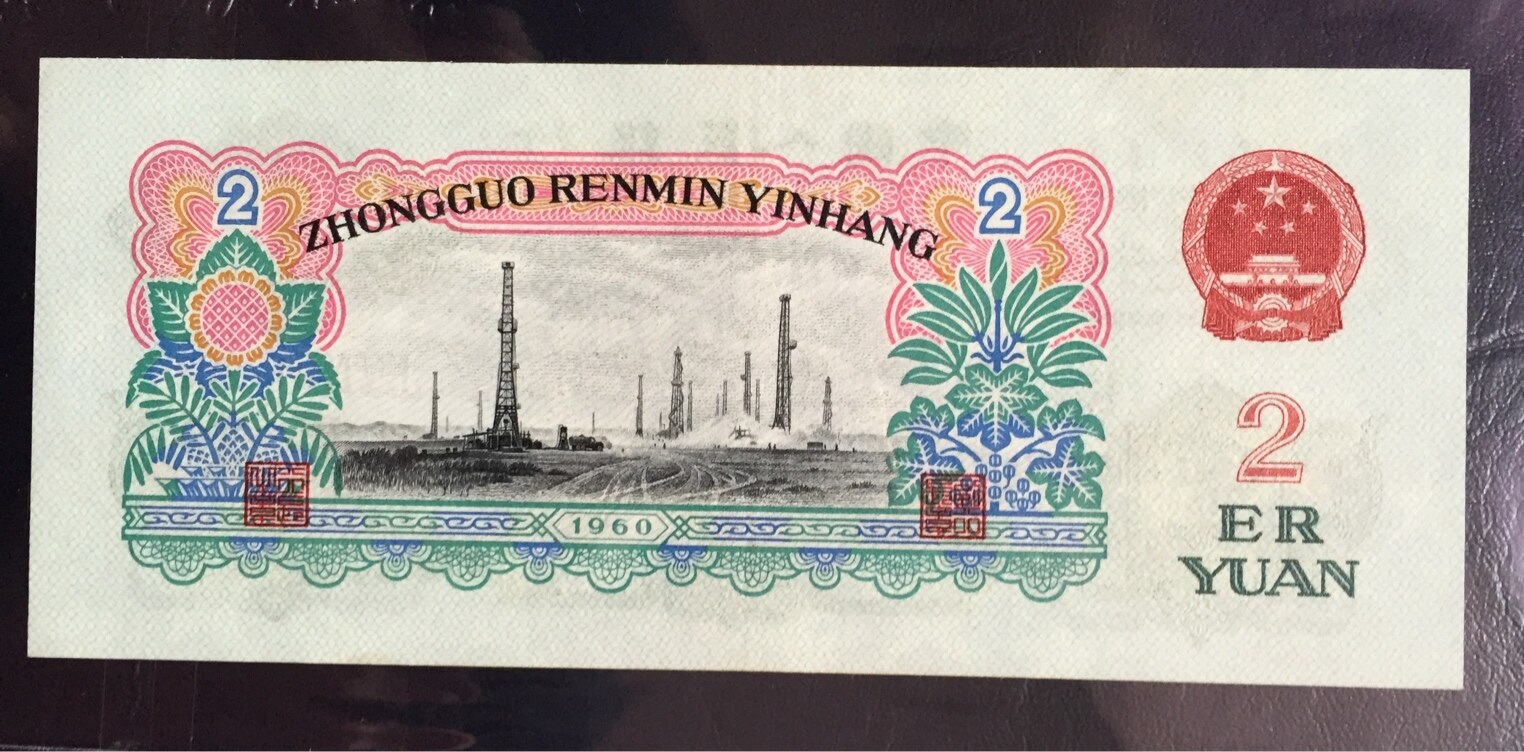 2
2
ZHONGGUO RENMIN YINHANG
1960
2
ER
YUAN